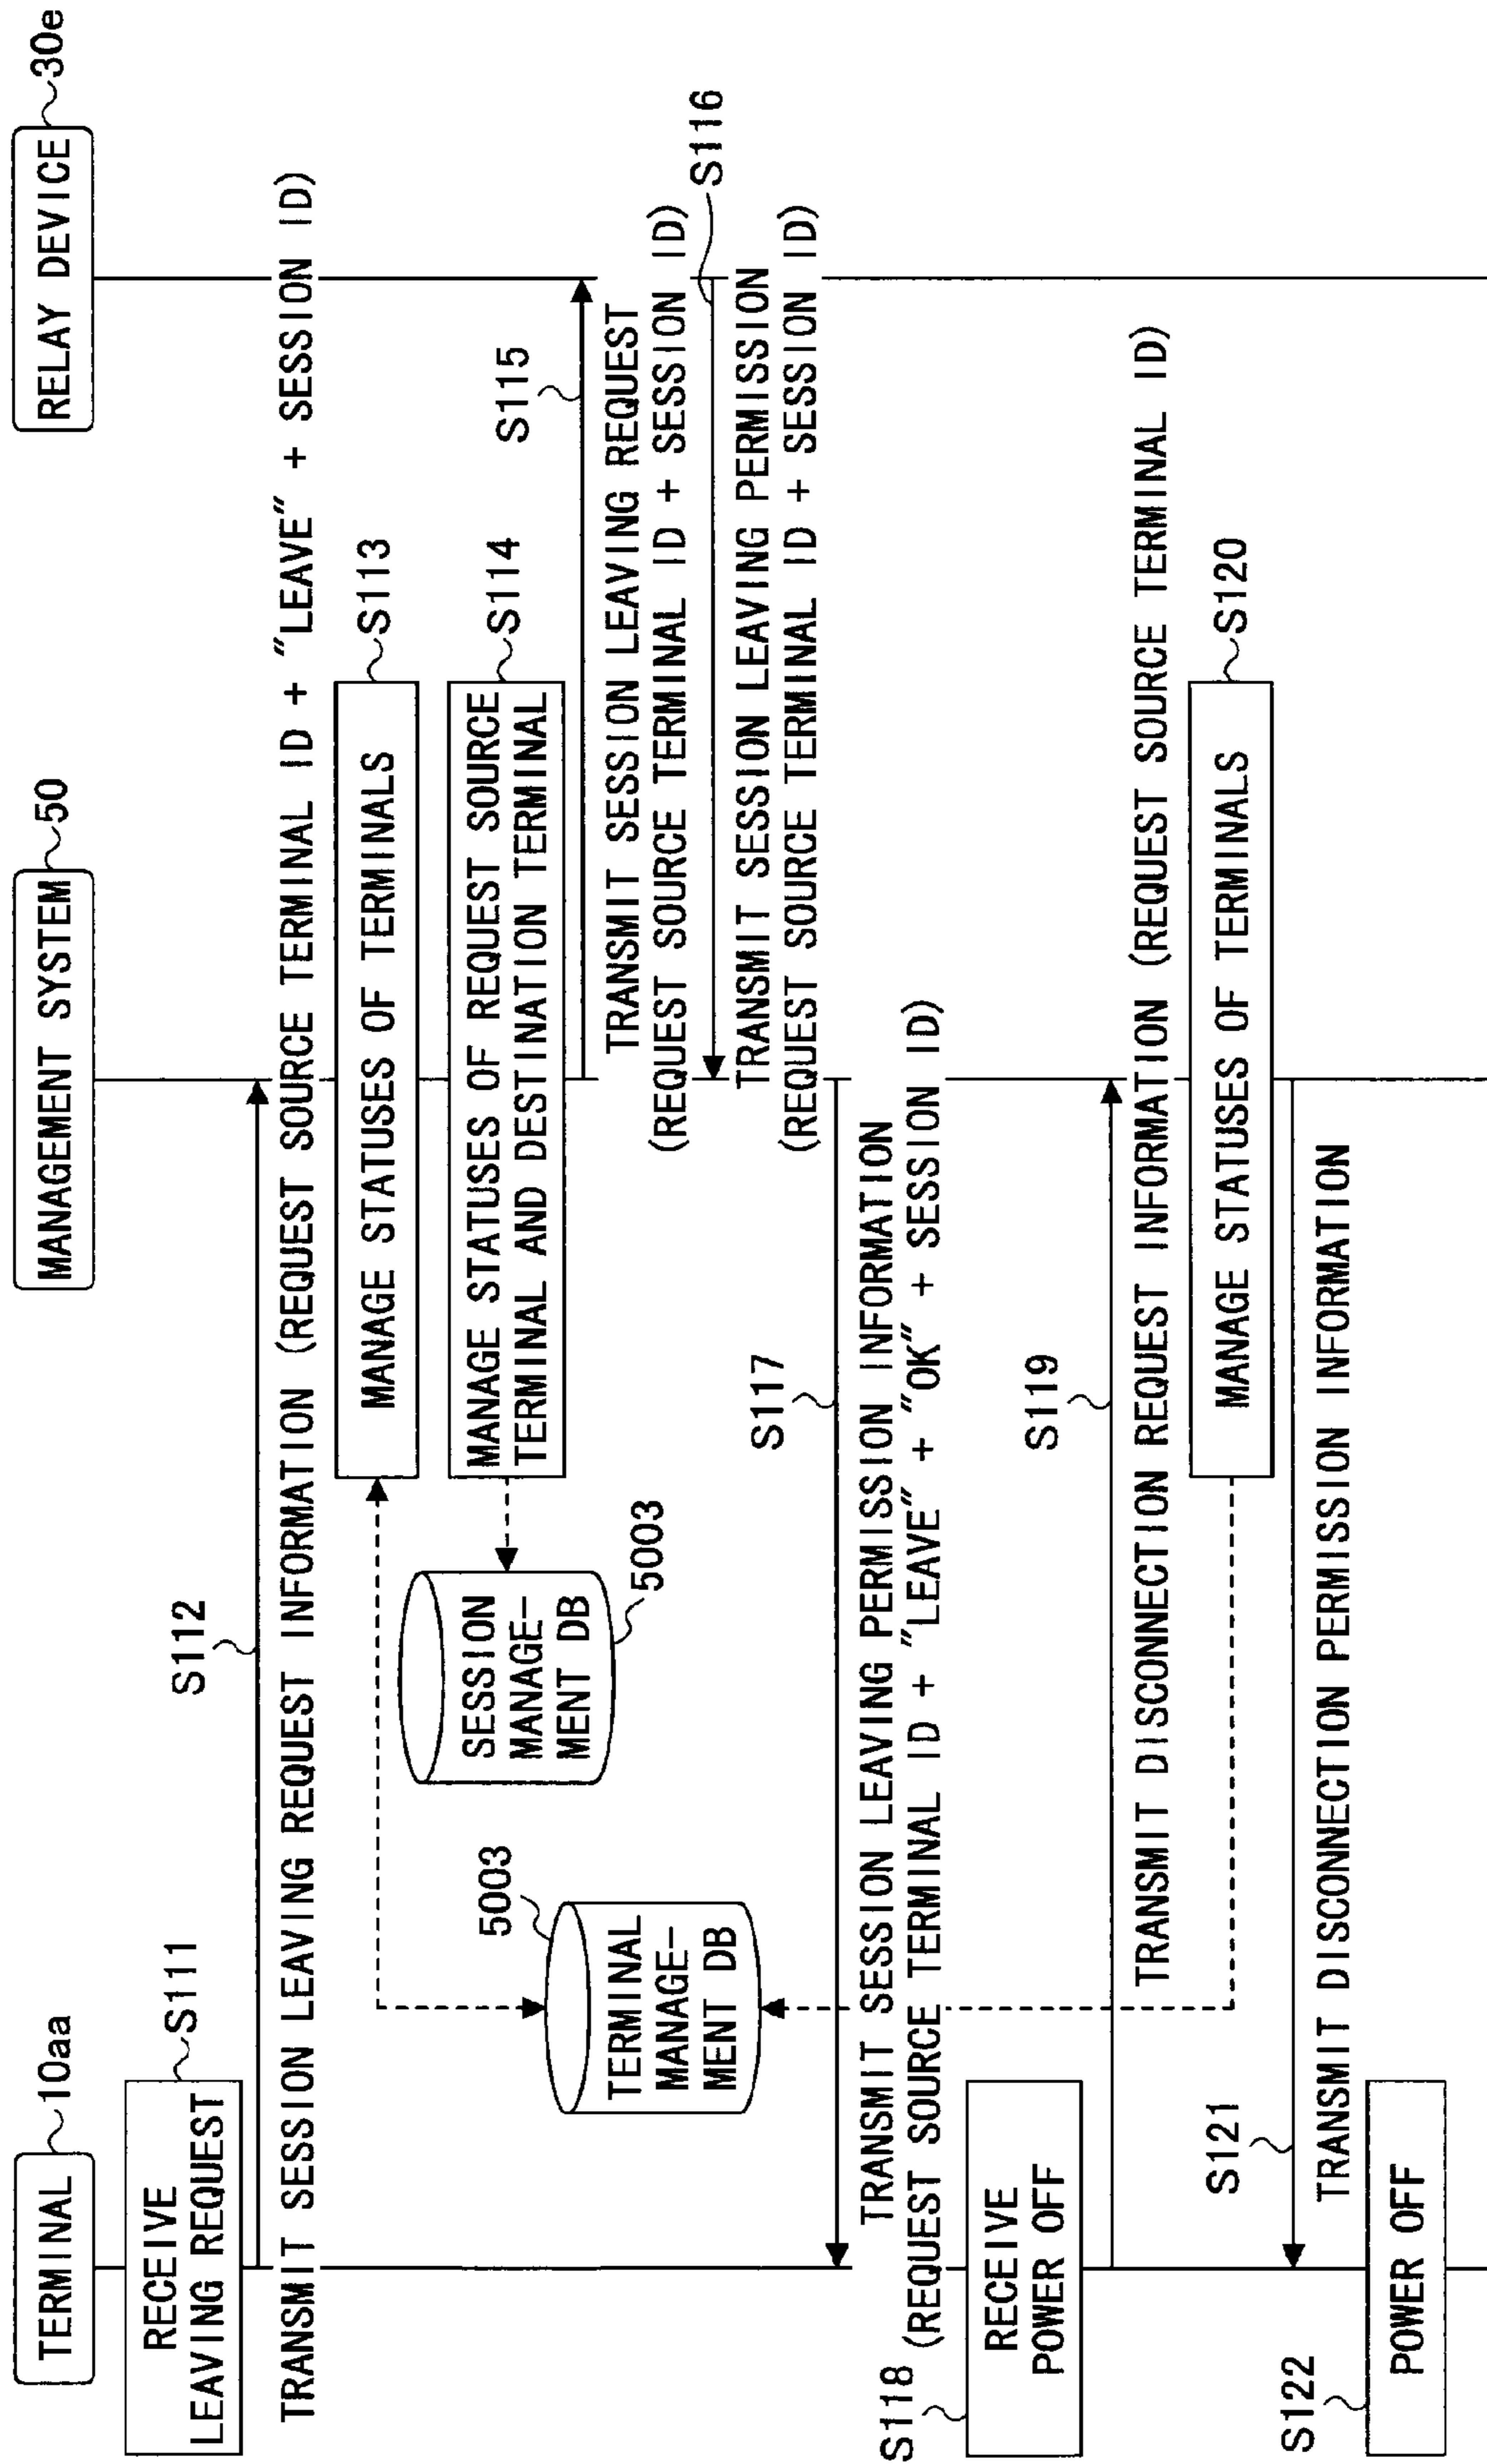 TERMINAL
10aa
MANAGEMENT SYSTEM
50
RELAY DEVICE
30e
RECEIVE
LEAVING REQUEST
S111
S112
TRANSMIT SESSION LEAVING REQUEST INFORMATION (REQUEST SOURCE TERMINAL ID + "LEAVE" + SESSION ID)
MANAGE STATUSES OF TERMINALS
S113
MANAGE STATUSES OF REQUEST SOURCE
TERMINAL AND DESTINATION TERMINAL
S114
SESSION
MANAGE-
MENT DB
5003
TERMINAL
MANAGE-
MENT DB
5003
S115
TRANSMIT SESSION LEAVING REQUEST
(REQUEST SOURCE TERMINAL ID + SESSION ID)
S116
TRANSMIT SESSION LEAVING PERMISSION
(REQUEST SOURCE TERMINAL ID + SESSION ID)
S117
TRANSMIT SESSION LEAVING PERMISSION INFORMATION
(REQUEST SOURCE TERMINAL ID + "LEAVE" + "OK" + SESSION ID)
S118
RECEIVE
POWER OFF
S119
TRANSMIT DISCONNECTION REQUEST INFORMATION (REQUEST SOURCE TERMINAL ID)
MANAGE STATUSES OF TERMINALS
S120
S121
TRANSMIT DISCONNECTION PERMISSION INFORMATION
S122
POWER OFF